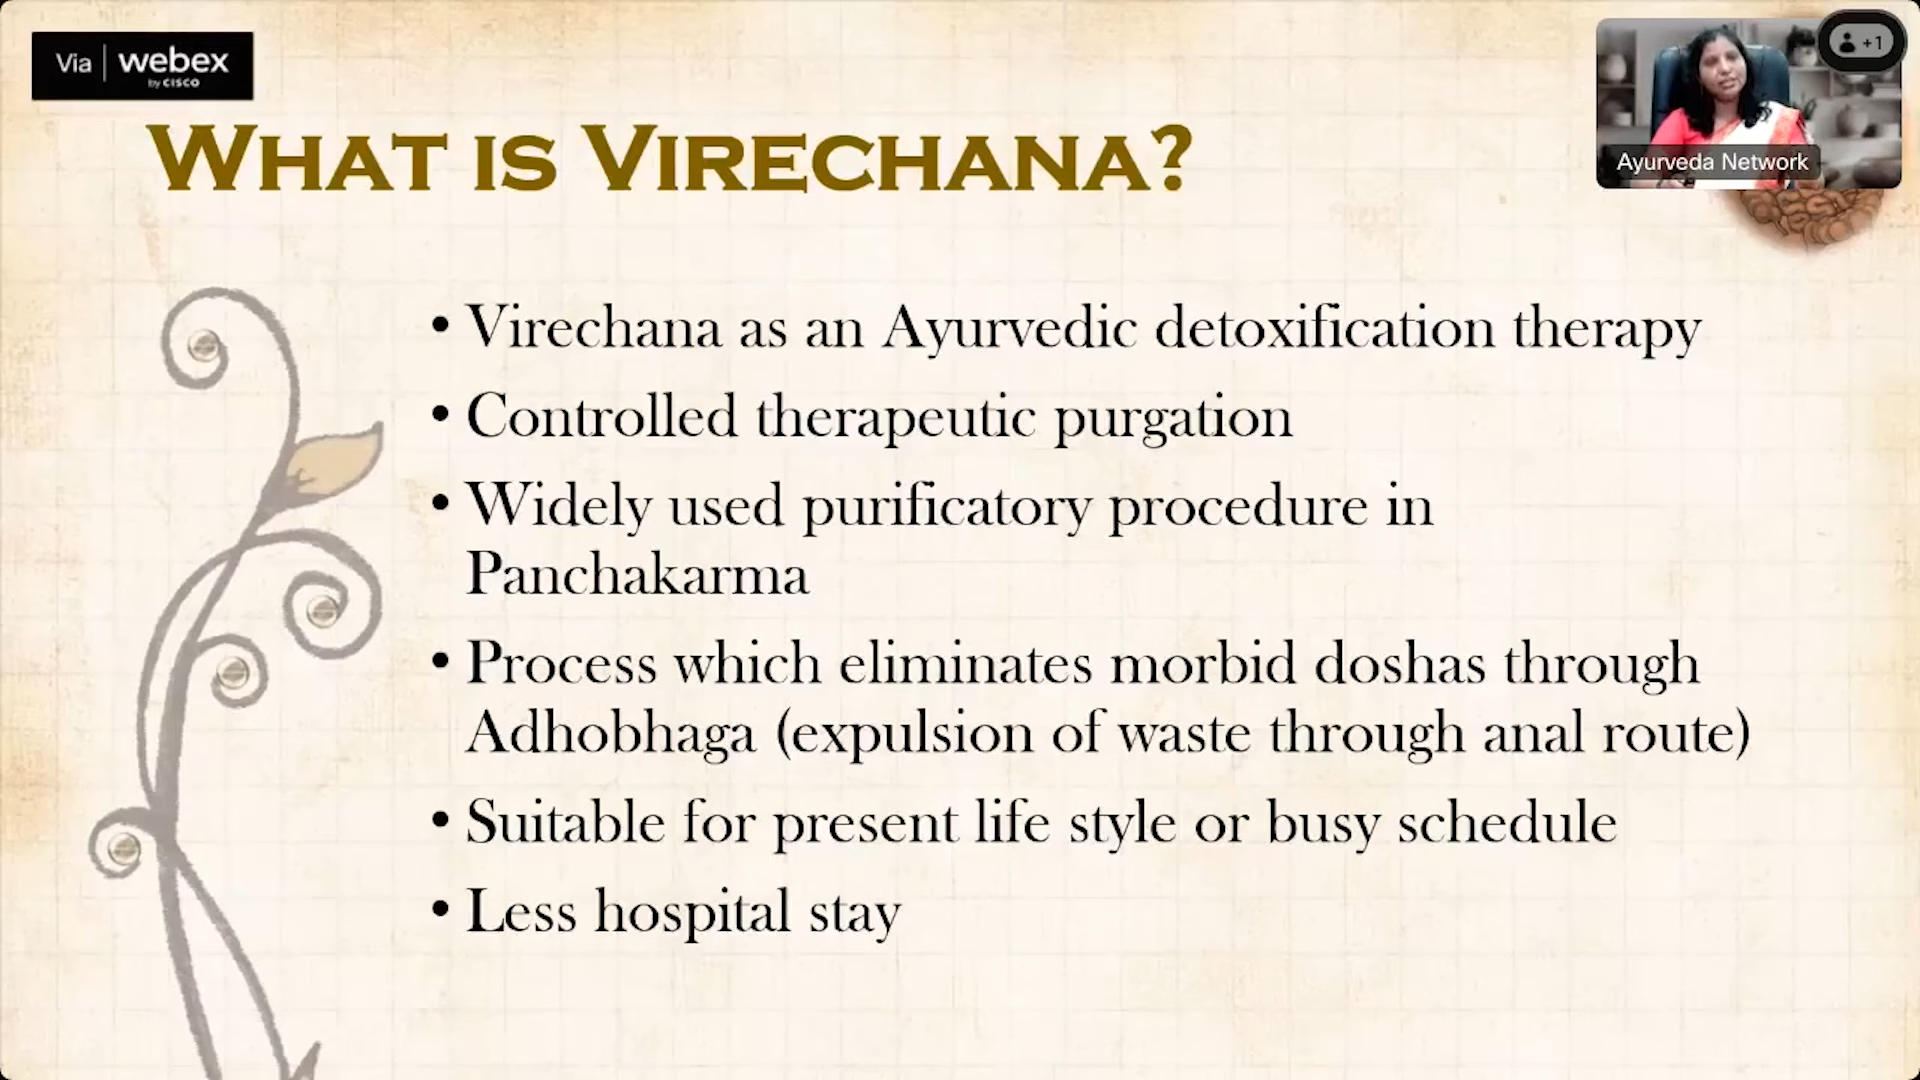 Via | webex
by CISCO
+1
Ayurveda Network
WHAT IS VIRECHANA?
• Virechana as an Ayurvedic detoxification therapy
• Controlled therapeutic purgation
• Widely used purificatory procedure in
Panchakarma
• Process which eliminates morbid doshas through
Adhobhaga (expulsion of waste through anal route)
• Suitable for present life style or busy schedule
• Less hospital stay